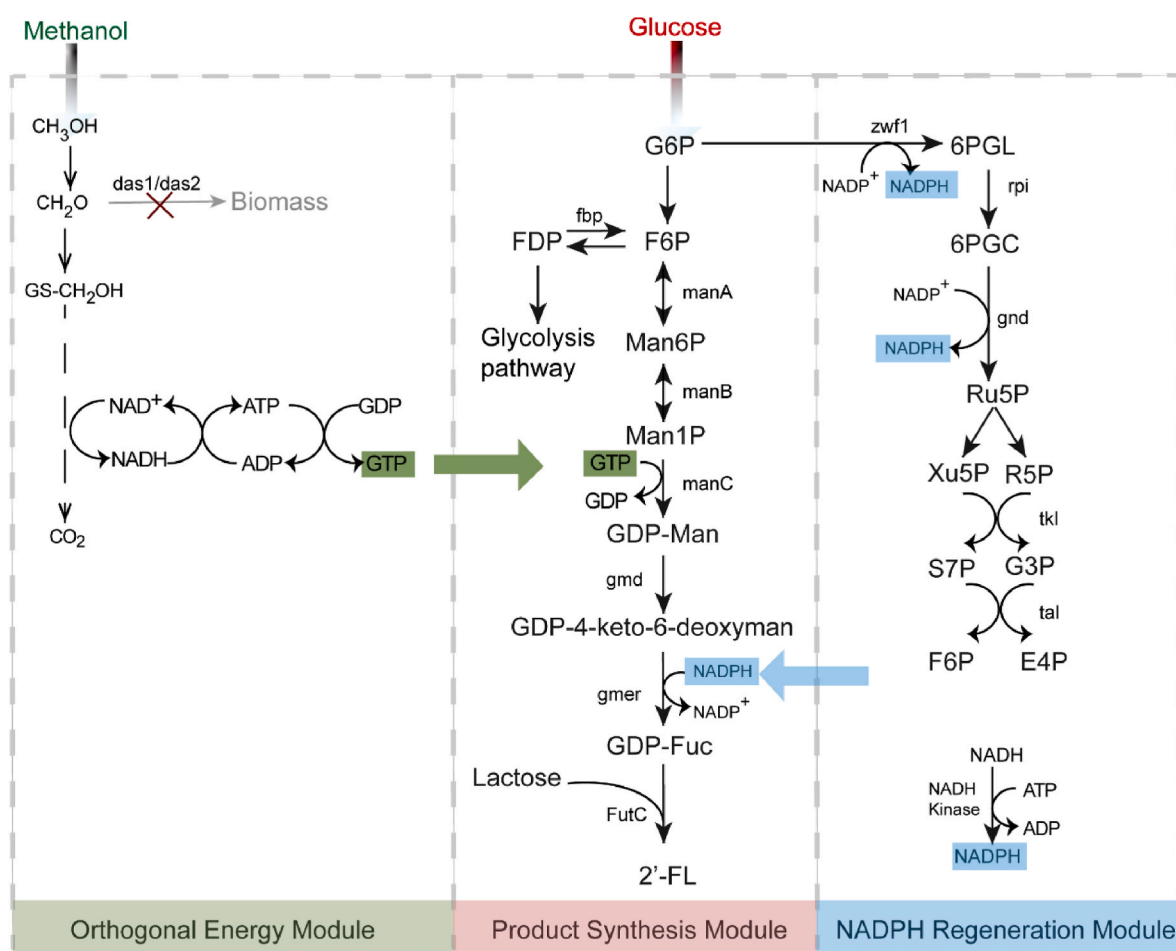 Methanol
Glucose
CH3OH
das1/das2
CH2O
Biomass
GS-CH2OH
NAD+
ATP
GDP
NADH
ADP
GTP
CO2
G6P
fbp
FDP
F6P
manA
Glycolysis
pathway
Man6P
manB
Man1P
GTP
manC
GDP
GDP-Man
gmd
GDP-4-keto-6-deoxyman
NADPH
gmer
NADP+
GDP-Fuc
Lactose
FutC
2'-FL
zwf1
6PGL
NADP+
NADPH
rpi
6PGC
NADP+
gnd
NADPH
Ru5P
Xu5P
R5P
tkl
S7P
G3P
tal
F6P
E4P
NADH
NADH
Kinase
ATP
ADP
NADPH
Orthogonal Energy Module
Product Synthesis Module
NADPH Regeneration Module